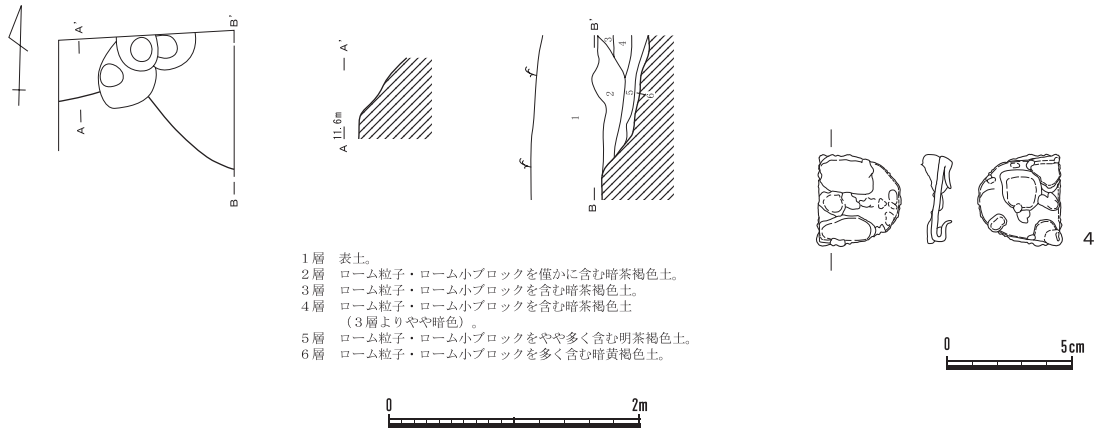 A'
B'
A
B
A'
11.6m
A
B'
B
1
2
3
4
5
6
1層　表土。
2層　ローム粒子・ローム小ブロックを僅かに含む暗茶褐色土。
3層　ローム粒子・ローム小ブロックを含む暗茶褐色土。
4層　ローム粒子・ローム小ブロックを含む暗茶褐色土
（3層よりやや暗色）。
5層　ローム粒子・ローム小ブロックをやや多く含む明茶褐色土。
6層　ローム粒子・ローム小ブロックを多く含む暗黄褐色土。
0 2m
4
0 5cm